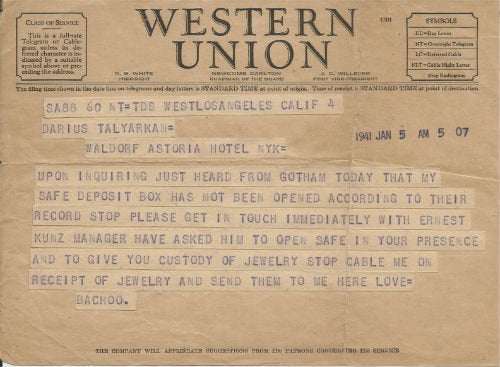 CLASS OF SERVICE
This is a full-rate
Telegram or Cable-
gram unless its de-
ferred character is in-
dicated by a suitable
symbol above or pre-
ceding the address.
WESTERN
UNION
R. B. WHITE
PRESIDENT
NEWCOMB CARLTON
CHAIRMAN OF THE BOARD
J. C. WILLEVER
FIRST VICE-PRESIDENT
SYMBOLS
DL=Day Letter
NT=Overnight Telegram
LC=Deferred Cable
NLT=Cable Night Letter
Ship Radiogram
The filing time shown in the date line on telegrams and day letters is STANDARD TIME at point of origin. Time of receipt is STANDARD TIME at point of destination
SA88 60 NT=TDS WESTLOSANGELES CALIF 4
DARIUS TALYARKAN=
WALDORF ASTORIA HOTEL NYK=
1941 JAN 5 AM 5 07
UPON INQUIRING JUST HEARD FROM GOTHAM TODAY THAT MY
SAFE DEPOSIT BOX HAS NOT BEEN OPENED ACCORDING TO THEIR
RECORD STOP PLEASE GET IN TOUCH IMMEDIATELY WITH ERNEST
KUNZ MANAGER HAVE ASKED HIM TO OPEN SAFE IN YOUR PRESENCE
AND TO GIVE YOU CUSTODY OF JEWELRY STOP CABLE ME ON
RECEIPT OF JEWELRY AND SEND THEM TO ME HERE LOVE=
BACHOO.
THE COMPANY WILL APPRECIATE SUGGESTIONS FROM ITS PATRONS CONCERNING ITS SERVICE